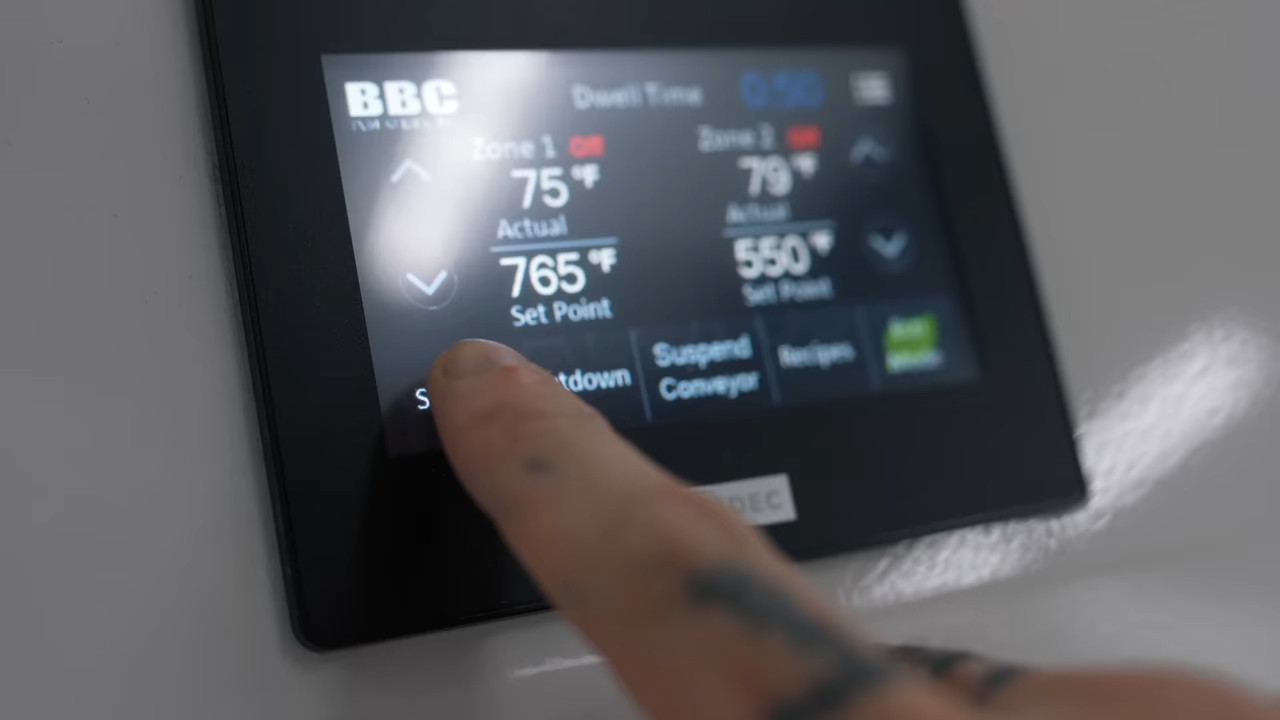 BBC
Dwell Time 0:50
Zone 1 Off
75 °F
Actual
765 °F
Set Point
Zone 2 Off
79 °F
Actual
550 °F
Set Point
S
tdown
Suspend
Conveyor
Recipes
DEC